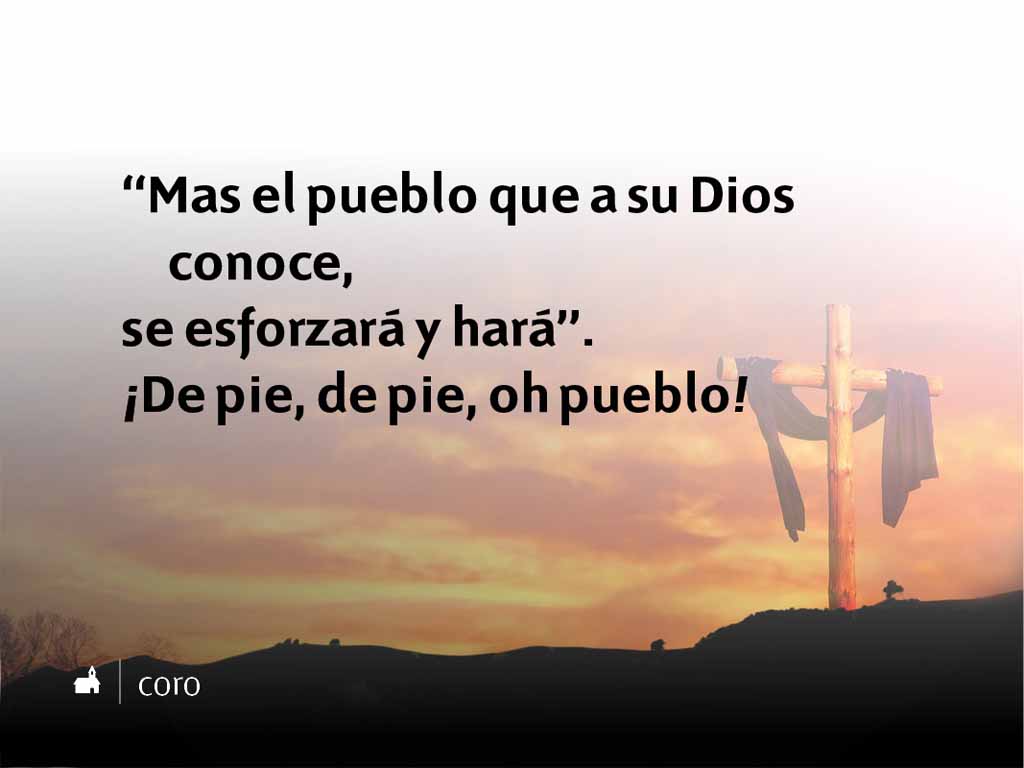 “Mas el pueblo que a su Dios
conoce,
se esforzará y hará”.
¡De pie, de pie, oh pueblo!
coro